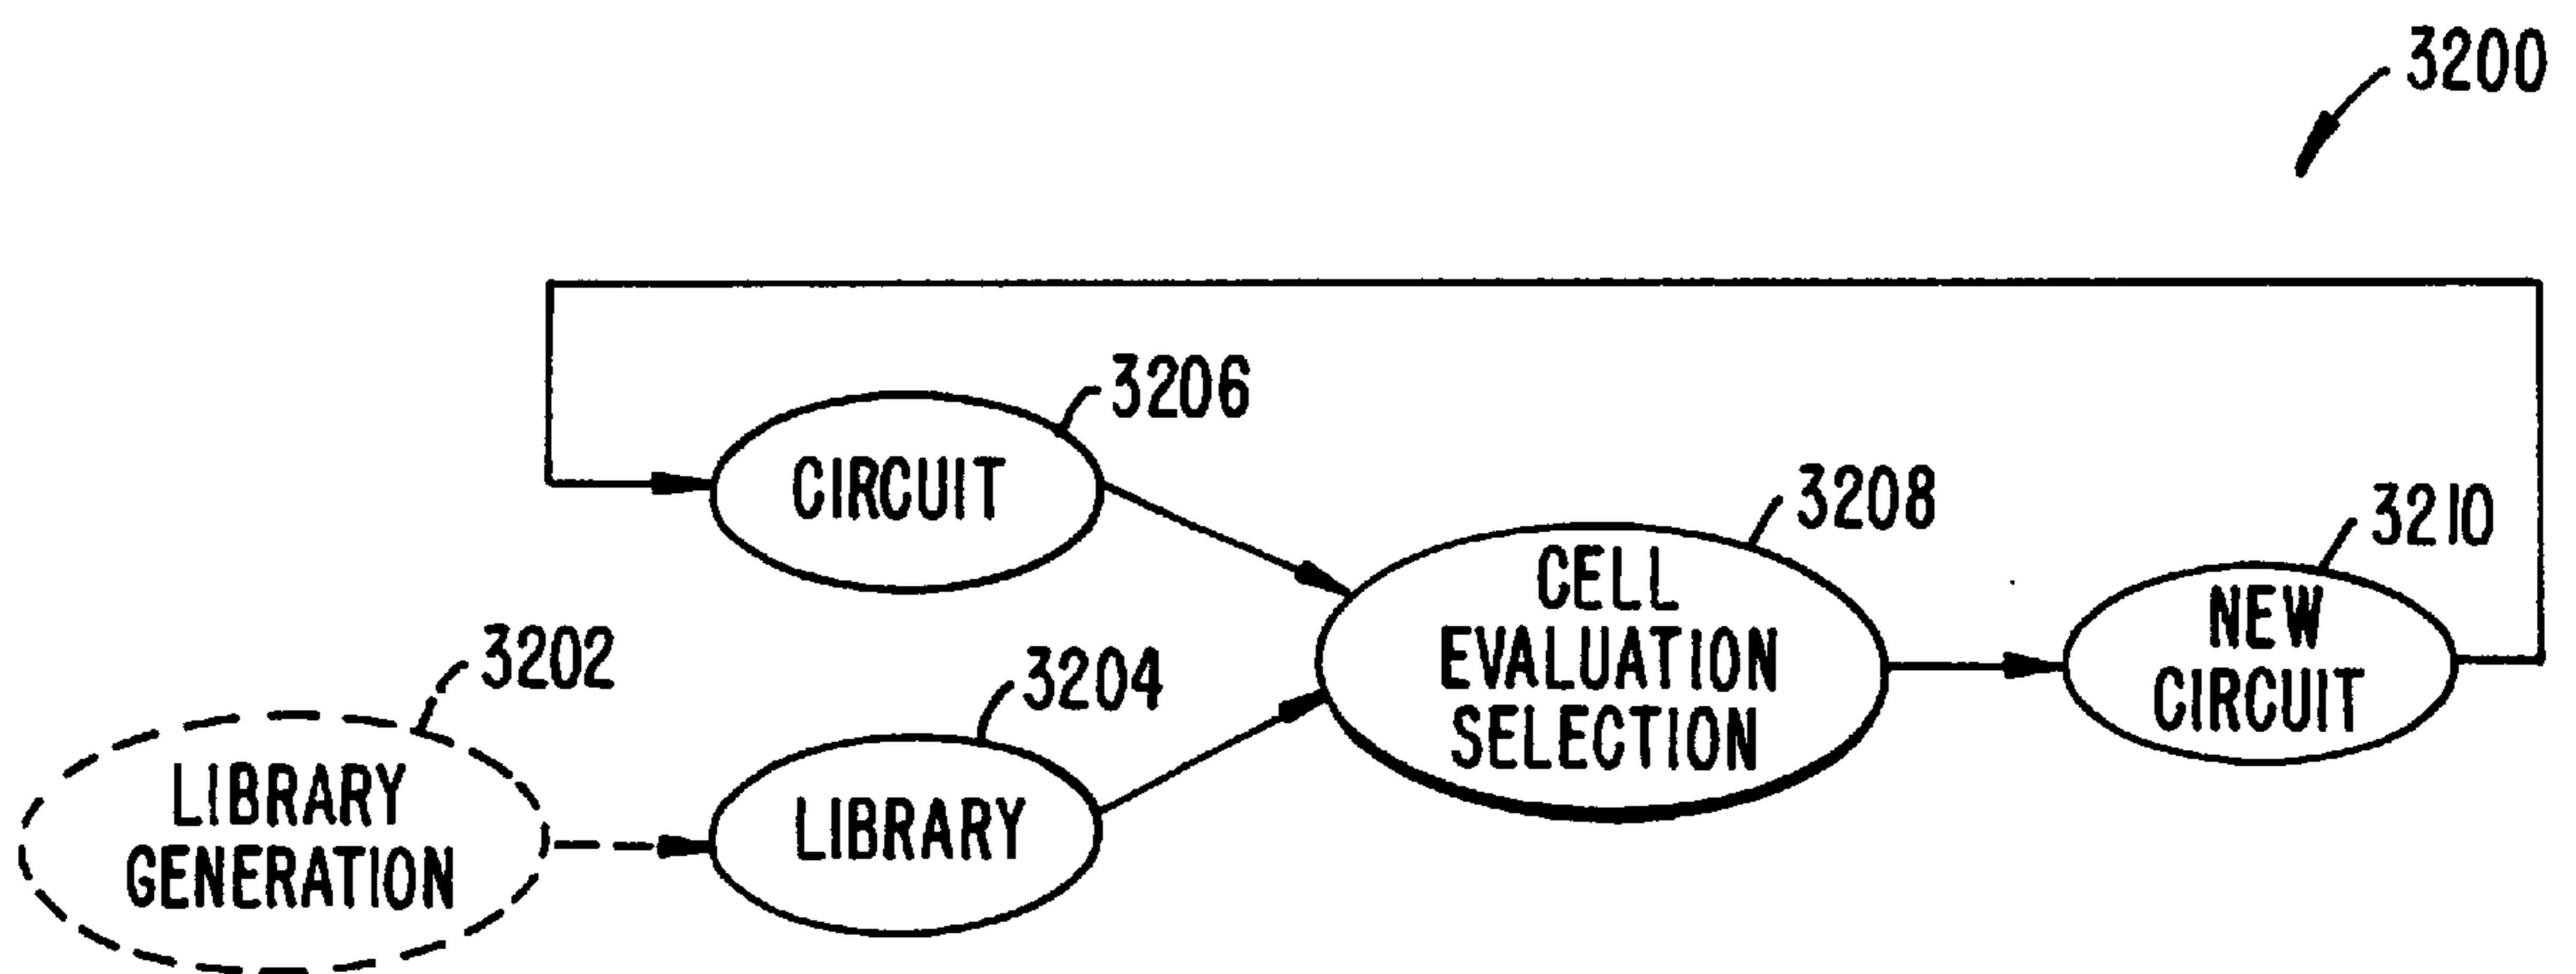 3200
3206
CIRCUIT
3208
CELL
EVALUATION
SELECTION
3210
NEW
CIRCUIT
3202
LIBRARY
GENERATION
3204
LIBRARY